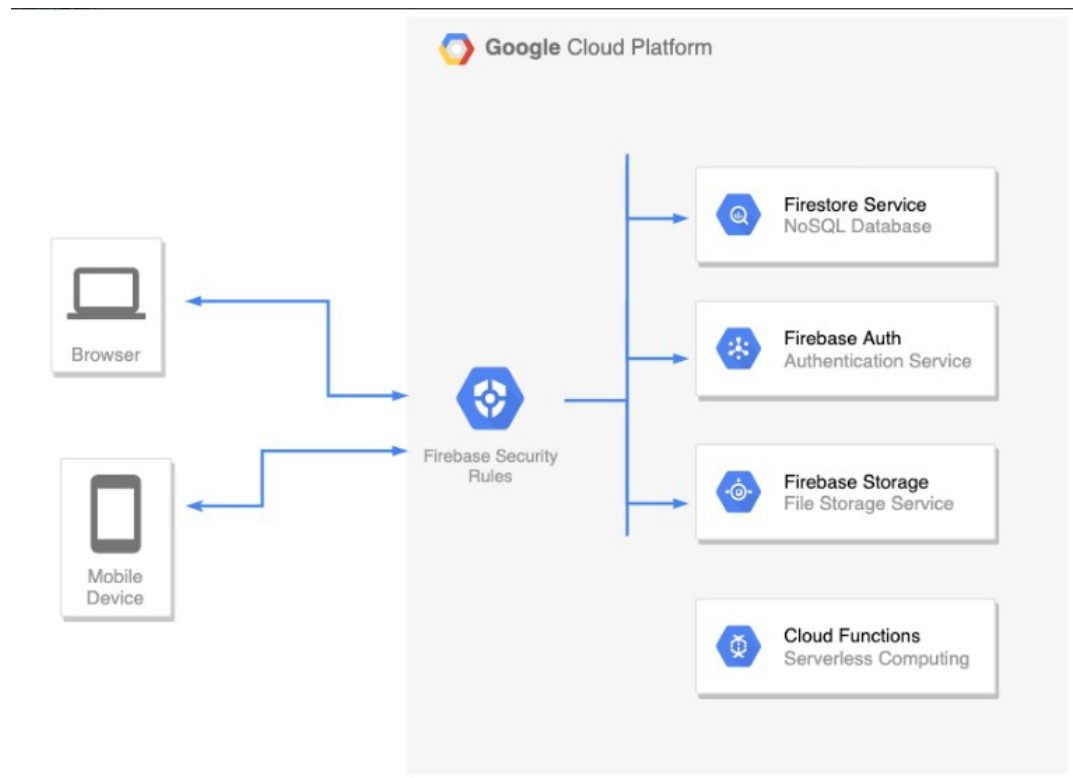 Google Cloud Platform
Firestore Service
NoSQL Database
Browser
Firebase Auth
Authentication Service
Firebase Security
Rules
Firebase Storage
File Storage Service
Mobile
Device
Cloud Functions
Serverless Computing